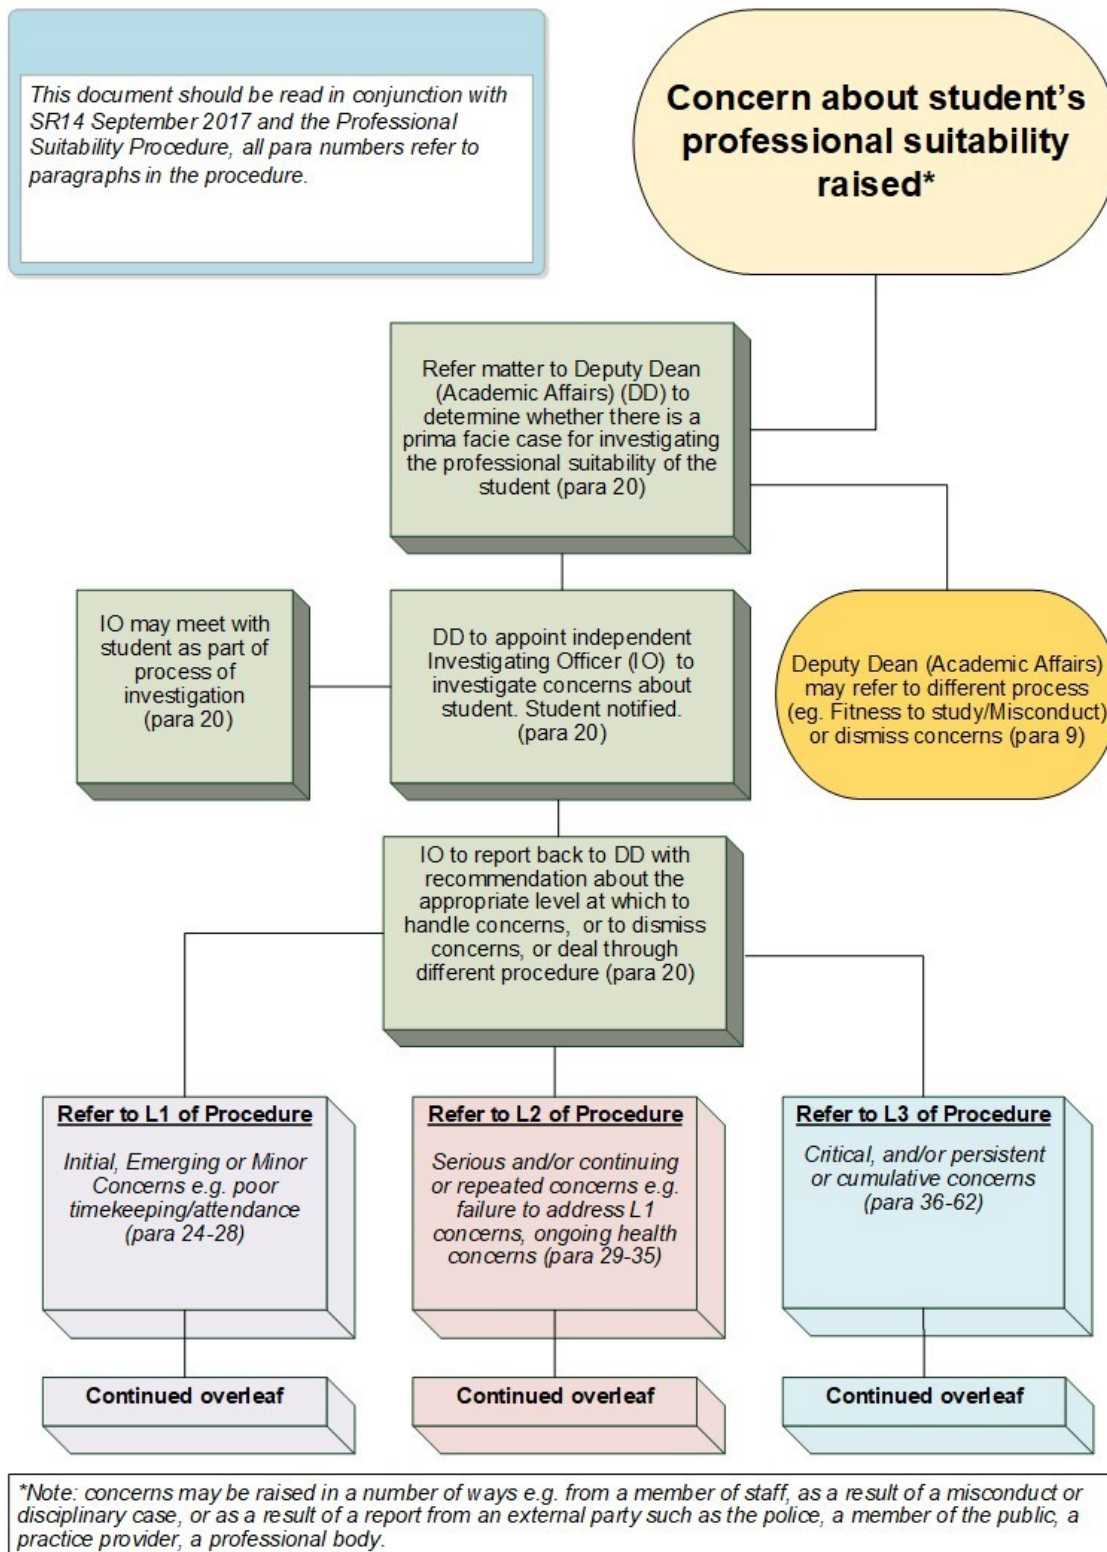 This document should be read in conjunction with
SR14 September 2017 and the Professional
Suitability Procedure, all para numbers refer to
paragraphs in the procedure.
Concern about student’s
professional suitability
raised*
Refer matter to Deputy Dean
(Academic Affairs) (DD) to
determine whether there is a
prima facie case for investigating
the professional suitability of the
student (para 20)
IO may meet with
student as part of
process of
investigation
(para 20)
DD to appoint independent
Investigating Officer (IO) to
investigate concerns about
student. Student notified.
(para 20)
Deputy Dean (Academic Affairs)
may refer to different process
(eg. Fitness to study/Misconduct)
or dismiss concerns (para 9)
IO to report back to DD with
recommendation about the
appropriate level at which to
handle concerns, or to dismiss
concerns, or deal through
different procedure (para 20)
Refer to L1 of Procedure
Initial, Emerging or Minor
Concerns e.g. poor
timekeeping/attendance
(para 24-28)
Refer to L2 of Procedure
Serious and/or continuing
or repeated concerns e.g.
failure to address L1
concerns, ongoing health
concerns (para 29-35)
Refer to L3 of Procedure
Critical, and/or persistent
or cumulative concerns
(para 36-62)
Continued overleaf
Continued overleaf
Continued overleaf
*Note: concerns may be raised in a number of ways e.g. from a member of staff, as a result of a misconduct or
disciplinary case, or as a result of a report from an external party such as the police, a member of the public, a
practice provider, a professional body.